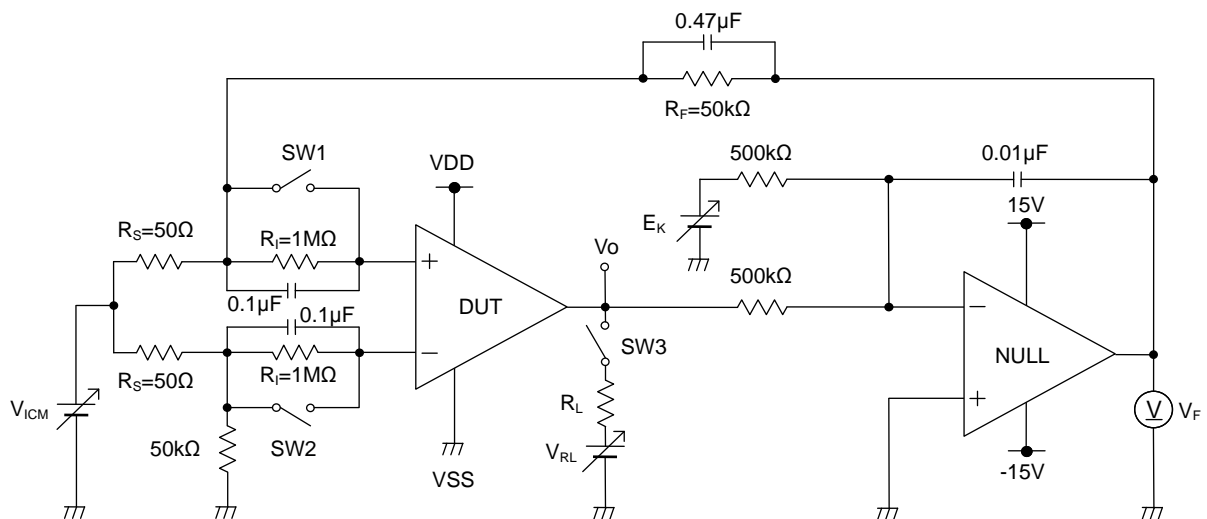 0.47µF
RF=50kΩ
SW1
VDD
500kΩ
0.01µF
15V
EK
RS=50Ω
RI=1MΩ
Vo
+
500kΩ
0.1µF
DUT
−
0.1µF
SW3
NULL
−
RS=50Ω
RI=1MΩ
+
V
VF
VICM
RL
50kΩ
SW2
VRL
-15V
VSS